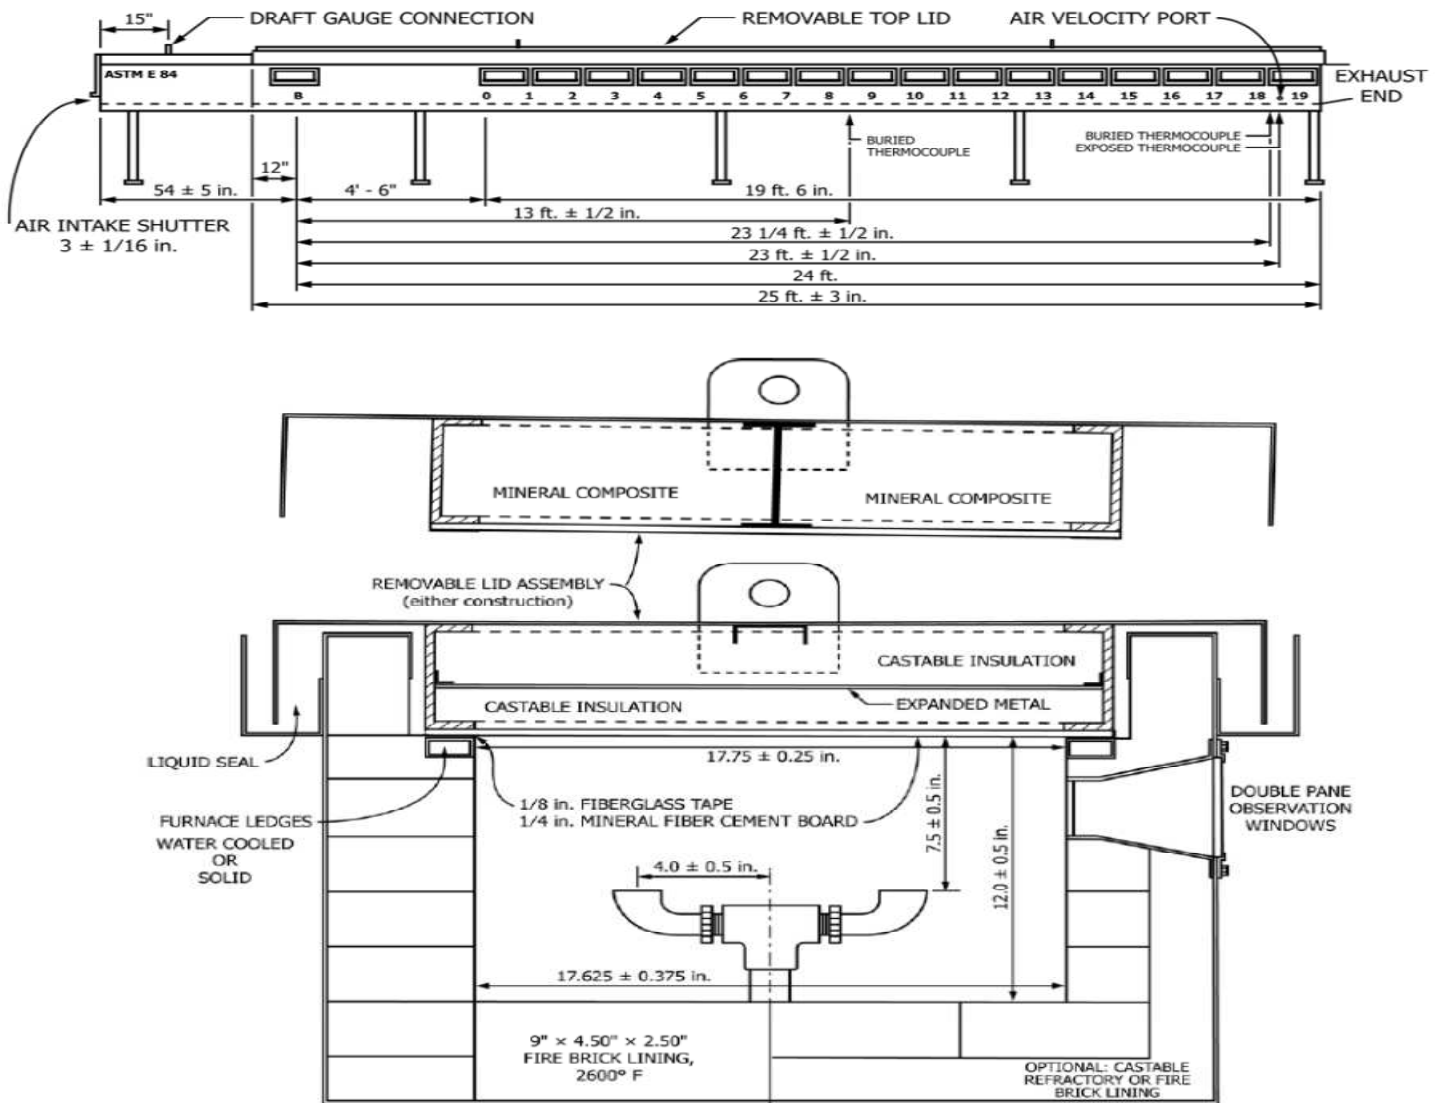 15"
DRAFT GAUGE CONNECTION
REMOVABLE TOP LID
AIR VELOCITY PORT
ASTM E 84
EXHAUST
END
B 0 1 2 3 4 5 6 7 8 9 10 11 12 13 14 15 16 17 18 19
BURIED
THERMOCOUPLE
BURIED THERMOCOUPLE
EXPOSED THERMOCOUPLE
12"
54 ± 5 in.
4' - 6"
19 ft. 6 in.
13 ft. ± 1/2 in.
AIR INTAKE SHUTTER
3 ± 1/16 in.
23 1/4 ft. ± 1/2 in.
23 ft. ± 1/2 in.
24 ft.
25 ft. ± 3 in.
MINERAL COMPOSITE
MINERAL COMPOSITE
REMOVABLE LID ASSEMBLY
(either construction)
CASTABLE INSULATION
CASTABLE INSULATION
EXPANDED METAL
LIQUID SEAL
17.75 ± 0.25 in.
FURNACE LEDGES
WATER COOLED
OR
SOLID
1/8 in. FIBERGLASS TAPE
1/4 in. MINERAL FIBER CEMENT BOARD
7.5 ± 0.5 in.
12.0 ± 0.5 in.
DOUBLE PANE
OBSERVATION
WINDOWS
4.0 ± 0.5 in.
17.625 ± 0.375 in.
9" × 4.50" × 2.50"
FIRE BRICK LINING,
2600° F
OPTIONAL: CASTABLE
REFRACTORY OR FIRE
BRICK LINING